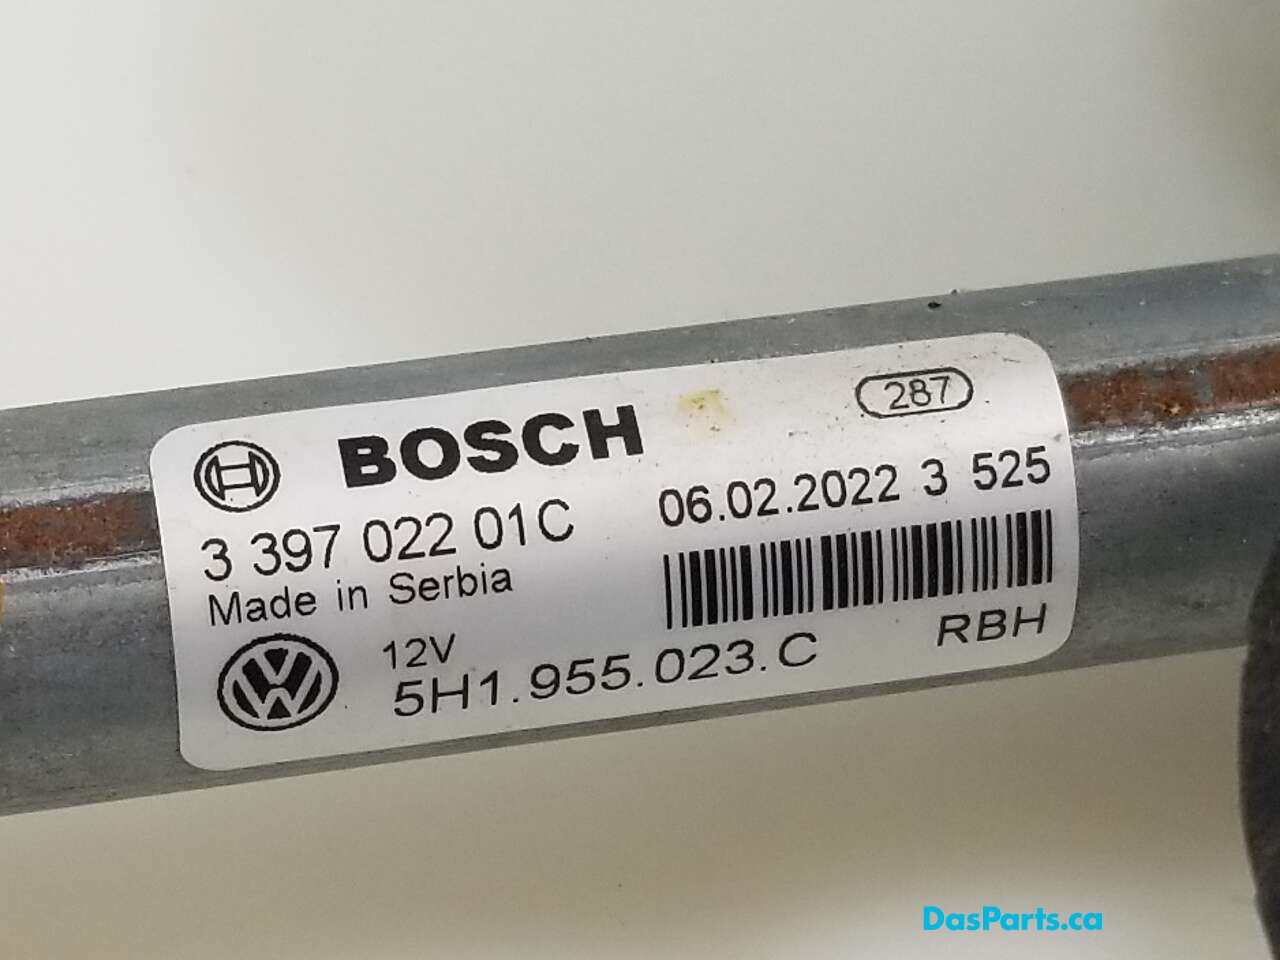 BOSCH
287
3 397 022 01C
06.02.2022 3 525
Made in Serbia
12V
5H1.955.023.C
RBH
DasParts.ca